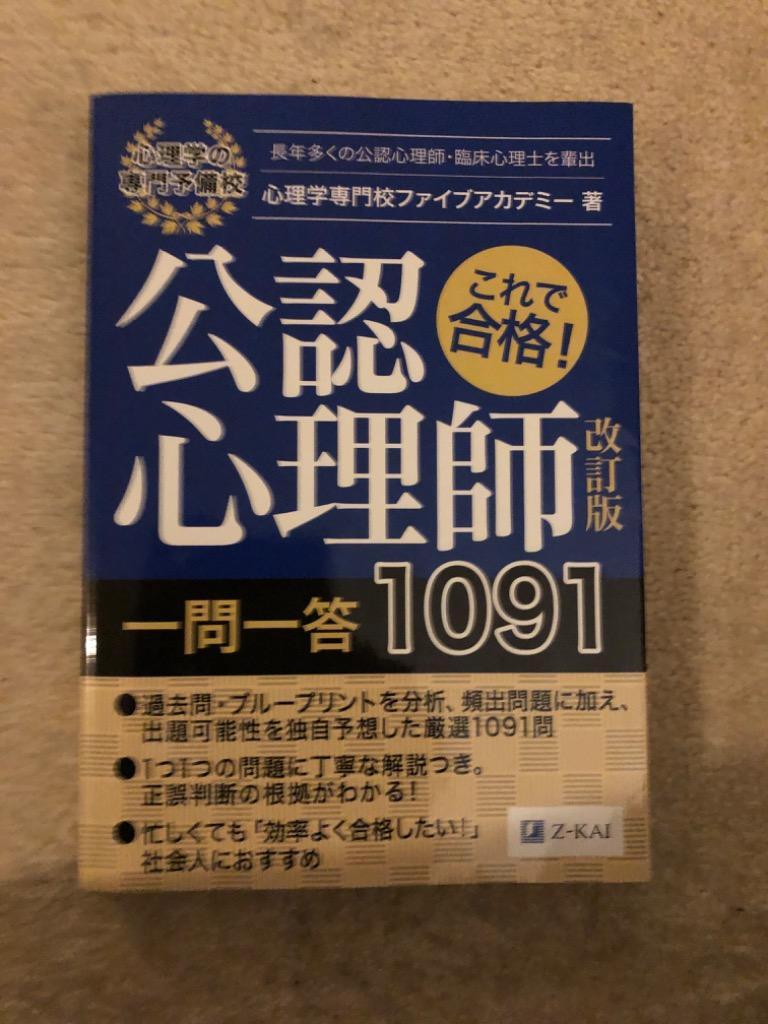 心理学の
専門予備校
長年多くの公認心理師・臨床心理士を輩出
心理学専門校ファイブアカデミー 著
これで
合格!
公認
心理師
改訂版
一問一答1091
●過去問・ブループリントを分析、頻出問題に加え、
出題可能性を独自予想した厳選1091問
●1つ1つの問題に丁寧な解説つき。
正誤判断の根拠がわかる!
●忙しくても「効率よく合格したい!」
社会人におすすめ
Z-KAI